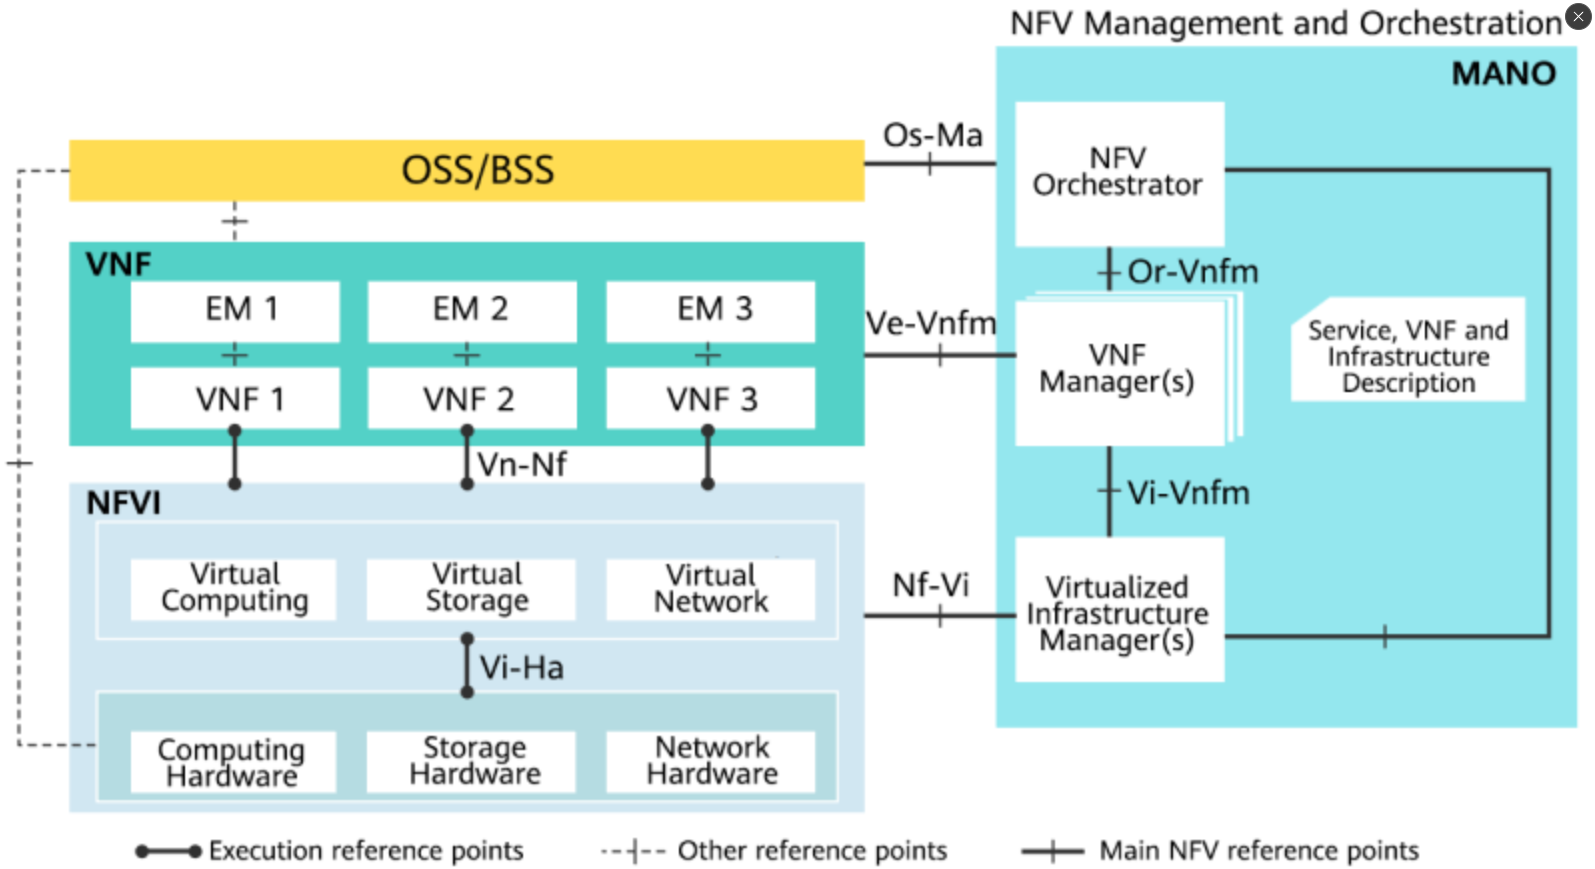 NFV Management and Orchestration
MANO
OSS/BSS
Os-Ma
NFV
Orchestrator
Or-Vnfm
VNF
EM 1
EM 2
EM 3
VNF 1
VNF 2
VNF 3
Ve-Vnfm
VNF
Manager(s)
Service, VNF and
Infrastructure
Description
Vn-Nf
Vi-Vnfm
NFVI
Virtual
Computing
Virtual
Storage
Virtual
Network
Nf-Vi
Virtualized
Infrastructure
Manager(s)
Vi-Ha
Computing
Hardware
Storage
Hardware
Network
Hardware
Execution reference points
Other reference points
Main NFV reference points